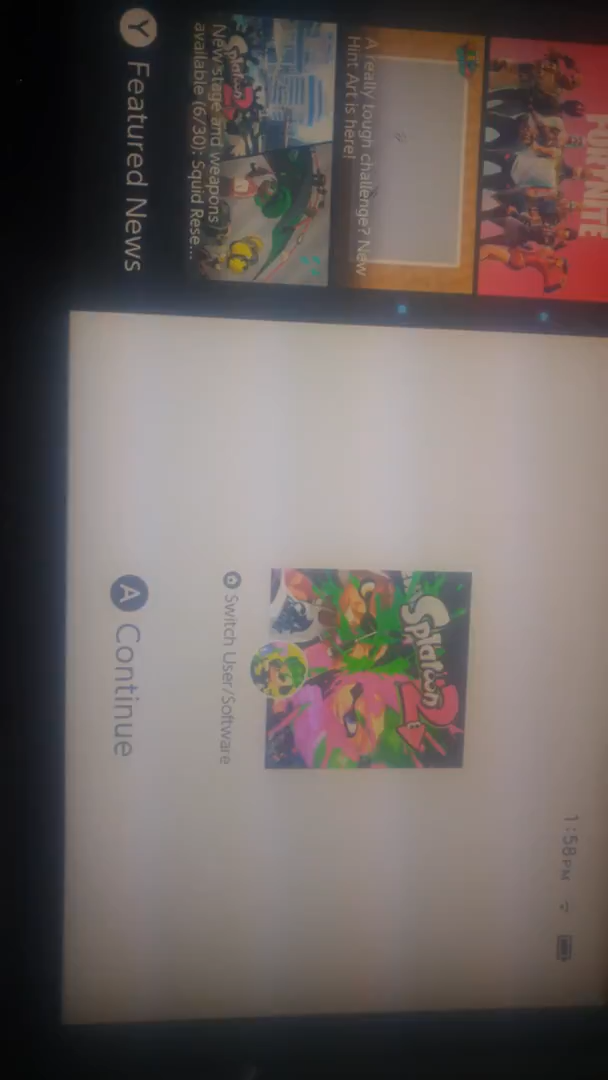 FORTNITE
A really tough challenge? New
Hint Art is here!
Splatoon 2
New stage and weapons
available (6/30): Squid Rese...
Y Featured News
1:58 PM
Splatoon 2
Switch User/Software
A Continue